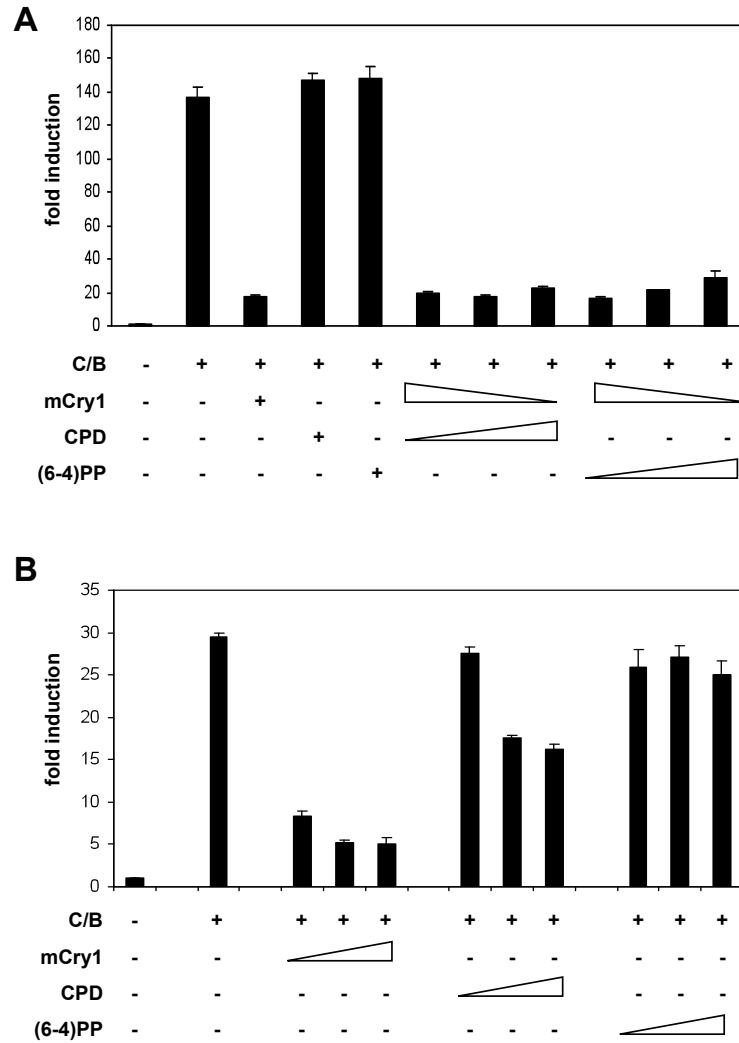 A
fold induction
180
160
140
120
100
80
60
40
20
0
C/B - + + + + + + + + + +
mCry1 - - + - -
CPD - - - + - - - -
(6-4)PP - - - - + - - -
B
fold induction
35
30
25
20
15
10
5
0
C/B - + + + + + + + + + +
mCry1 - - - - - - - -
CPD - - - - - - - -
(6-4)PP - - - - - - - -